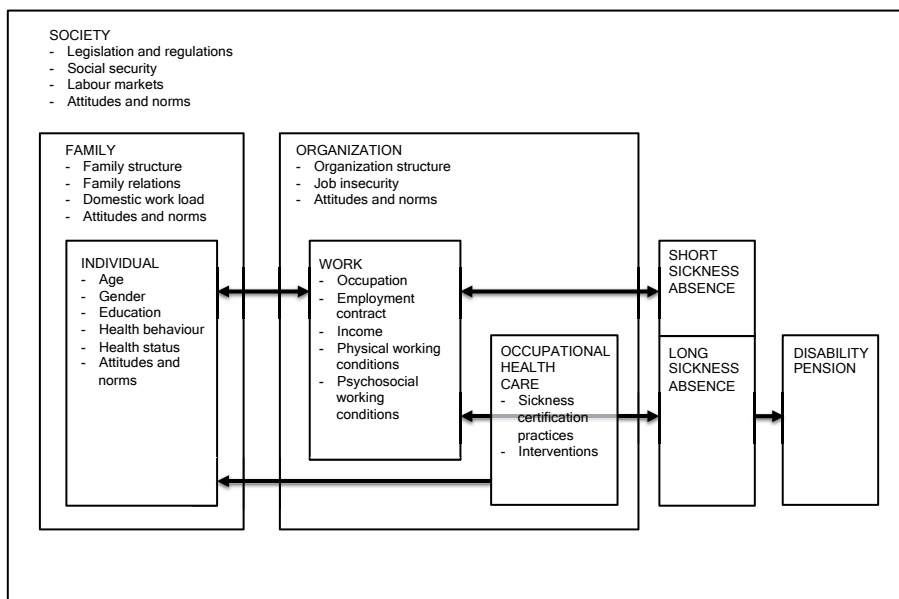 SOCIETY
- Legislation and regulations
- Social security
- Labour markets
- Attitudes and norms
FAMILY
- Family structure
- Family relations
- Domestic work load
- Attitudes and norms
ORGANIZATION
- Organization structure
- Job insecurity
- Attitudes and norms
INDIVIDUAL
- Age
- Gender
- Education
- Health behaviour
- Health status
- Attitudes and
norms
WORK
- Occupation
- Employment
contract
- Income
- Physical working
conditions
- Psychosocial
working
conditions
OCCUPATIONAL
HEALTH
CARE
- Sickness
certification
practices
- Interventions
SHORT
SICKNESS
ABSENCE
LONG
SICKNESS
ABSENCE
DISABILITY
PENSION